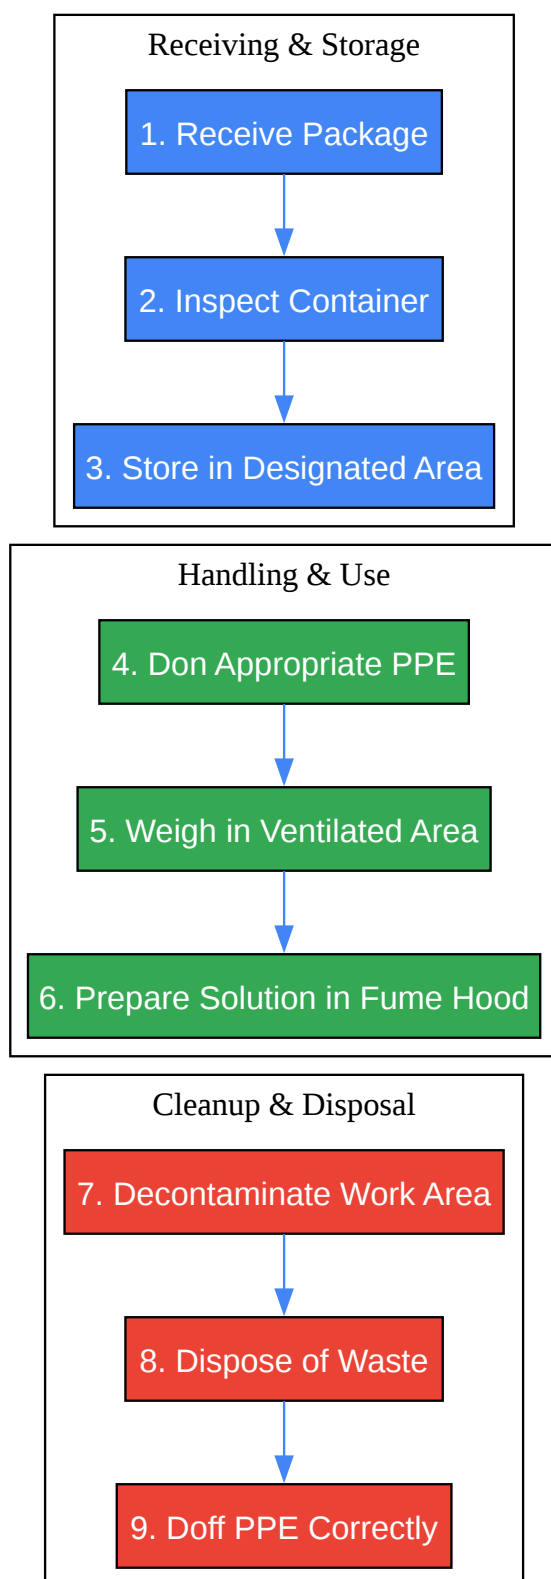 Receiving & Storage
1. Receive Package
2. Inspect Container
3. Store in Designated Area
Handling & Use
4. Don Appropriate PPE
5. Weigh in Ventilated Area
6. Prepare Solution in Fume Hood
Cleanup & Disposal
7. Decontaminate Work Area
8. Dispose of Waste
9. Doff PPE Correctly